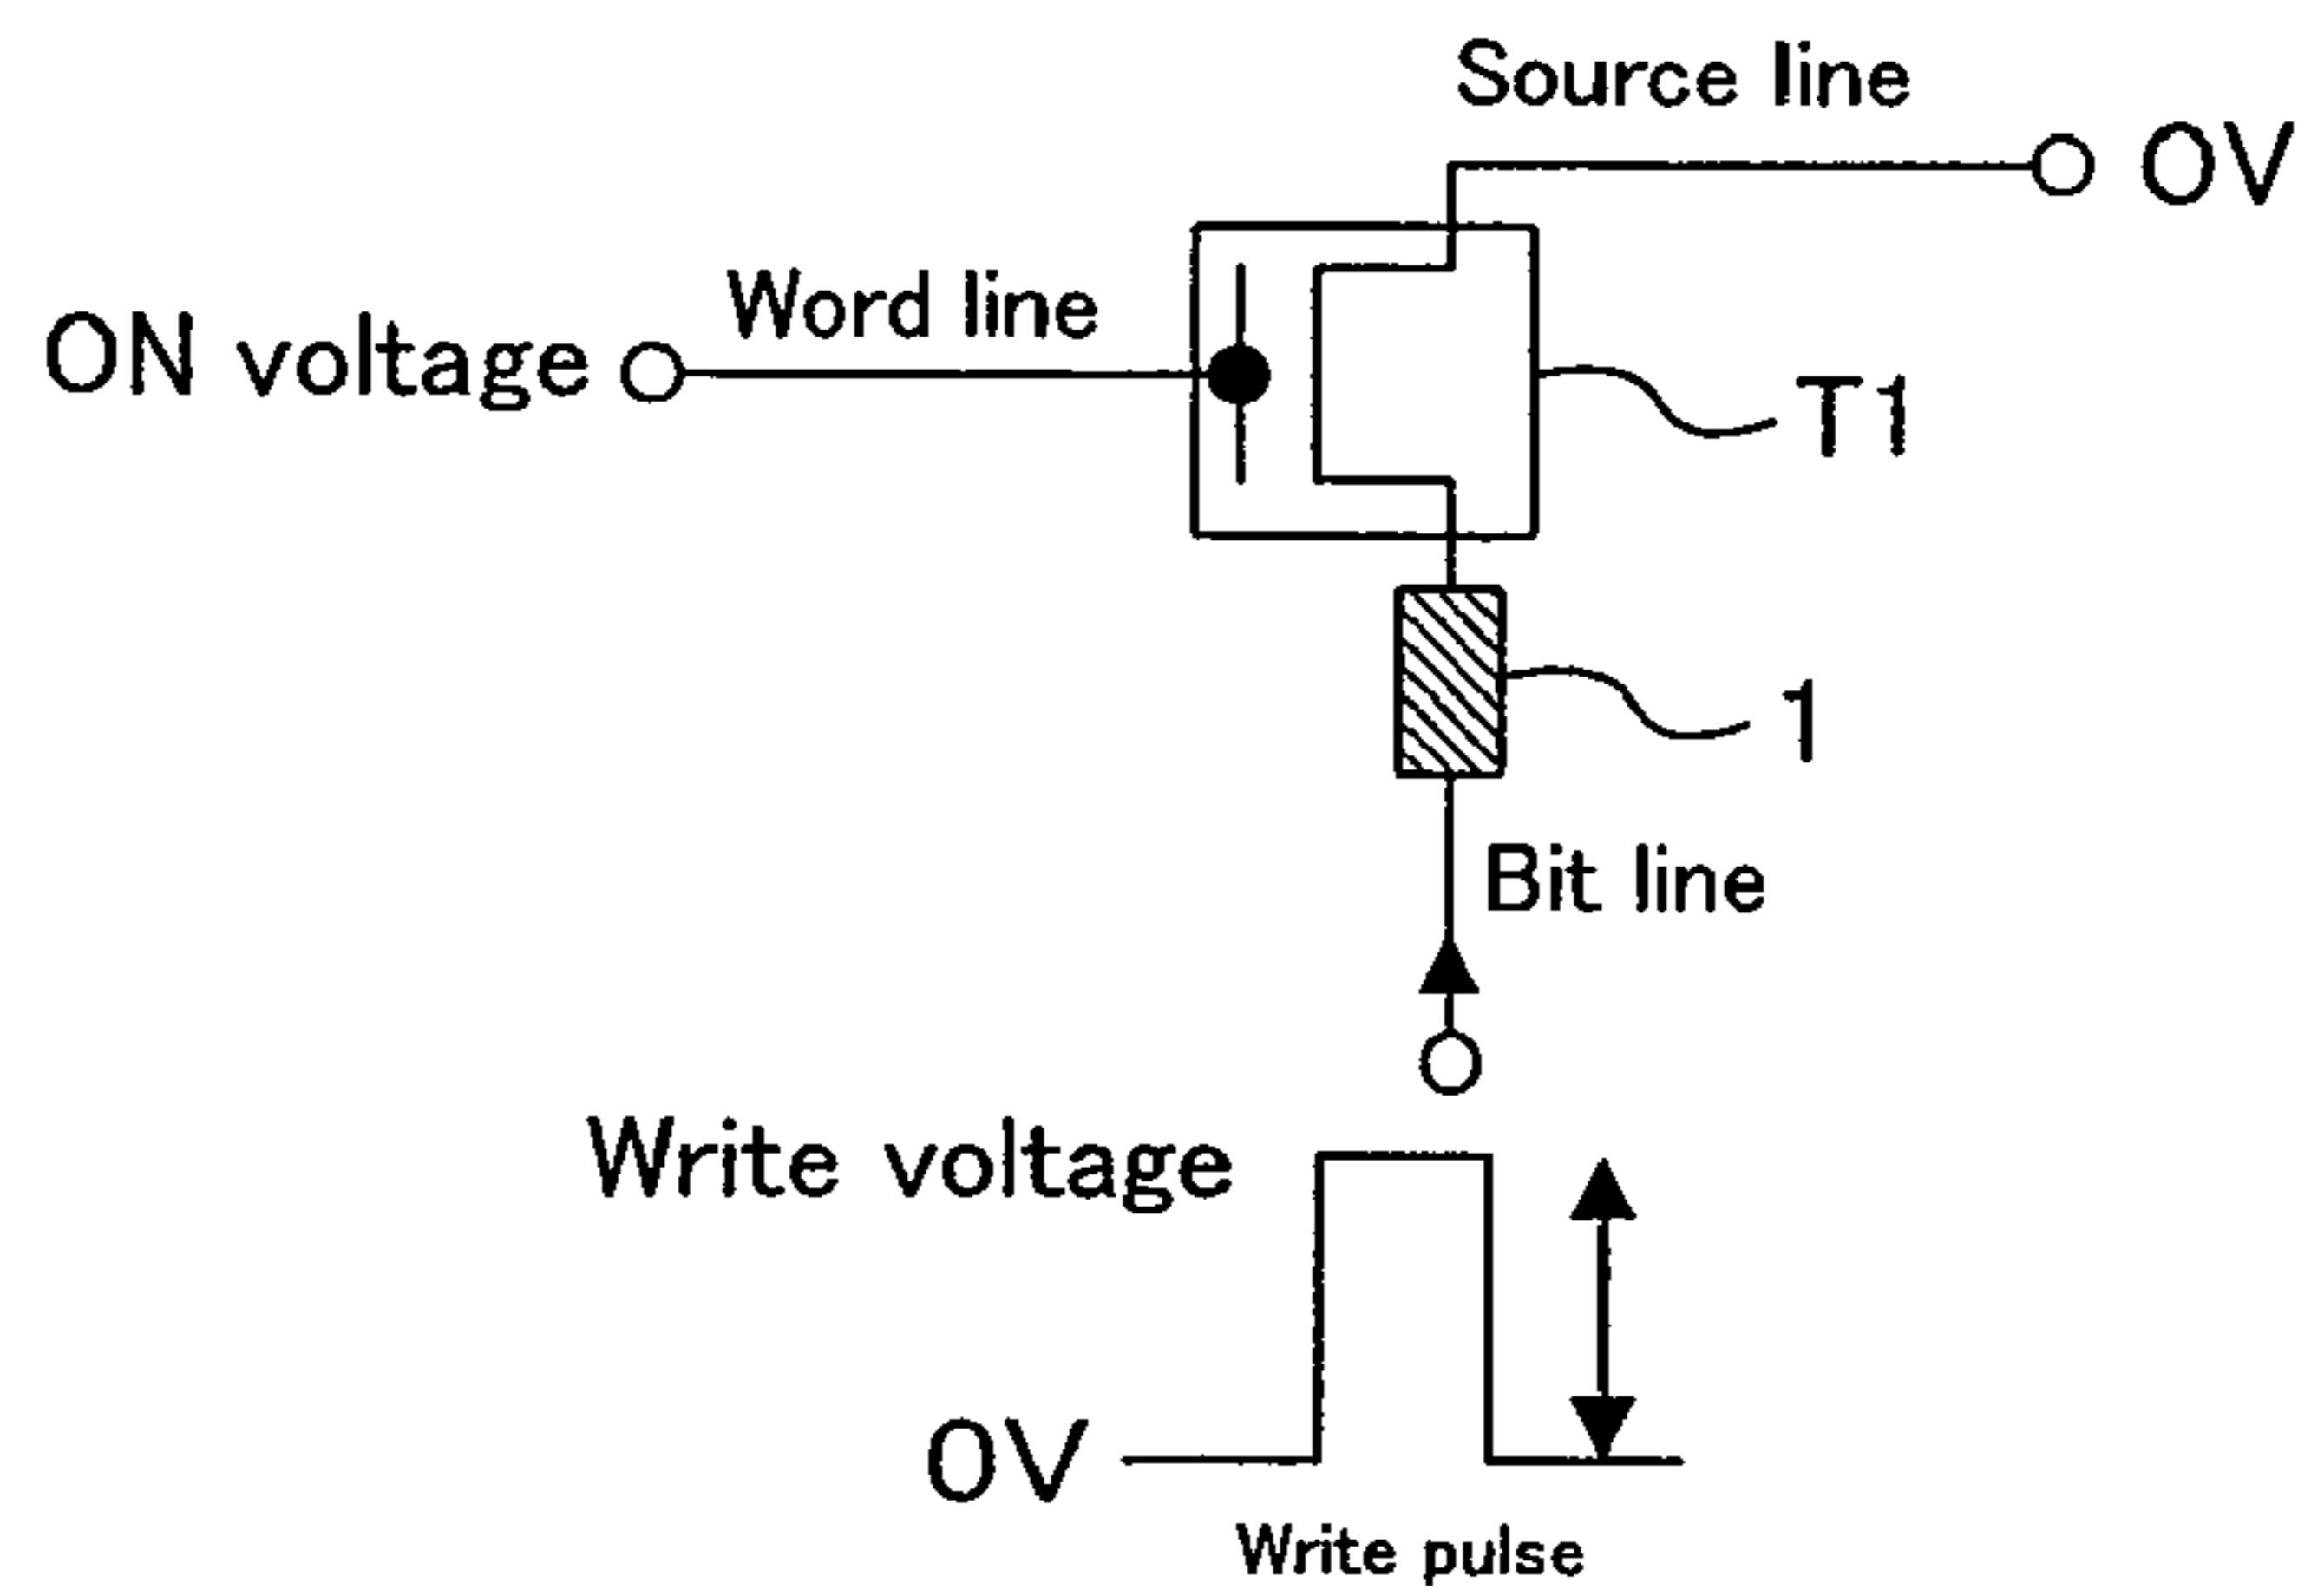 Source line
0V
Word line
ON voltage
T1
1
Bit line
Write voltage
0V
Write pulse